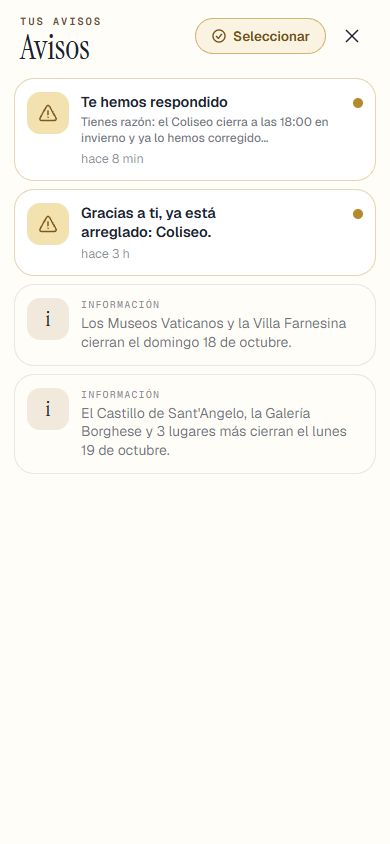 TUS AVISOS
Avisos
Seleccionar
Te hemos respondido
Tienes razón: el Coliseo cierra a las 18:00 en
invierno y ya lo hemos corregido...
hace 8 min
Gracias a ti, ya está
arreglado: Coliseo.
hace 3 h
INFORMACIÓN
i
Los Museos Vaticanos y la Villa Farnesina
cierran el domingo 18 de octubre.
INFORMACIÓN
i
El Castillo de Sant'Angelo, la Galería
Borghese y 3 lugares más cierran el lunes
19 de octubre.